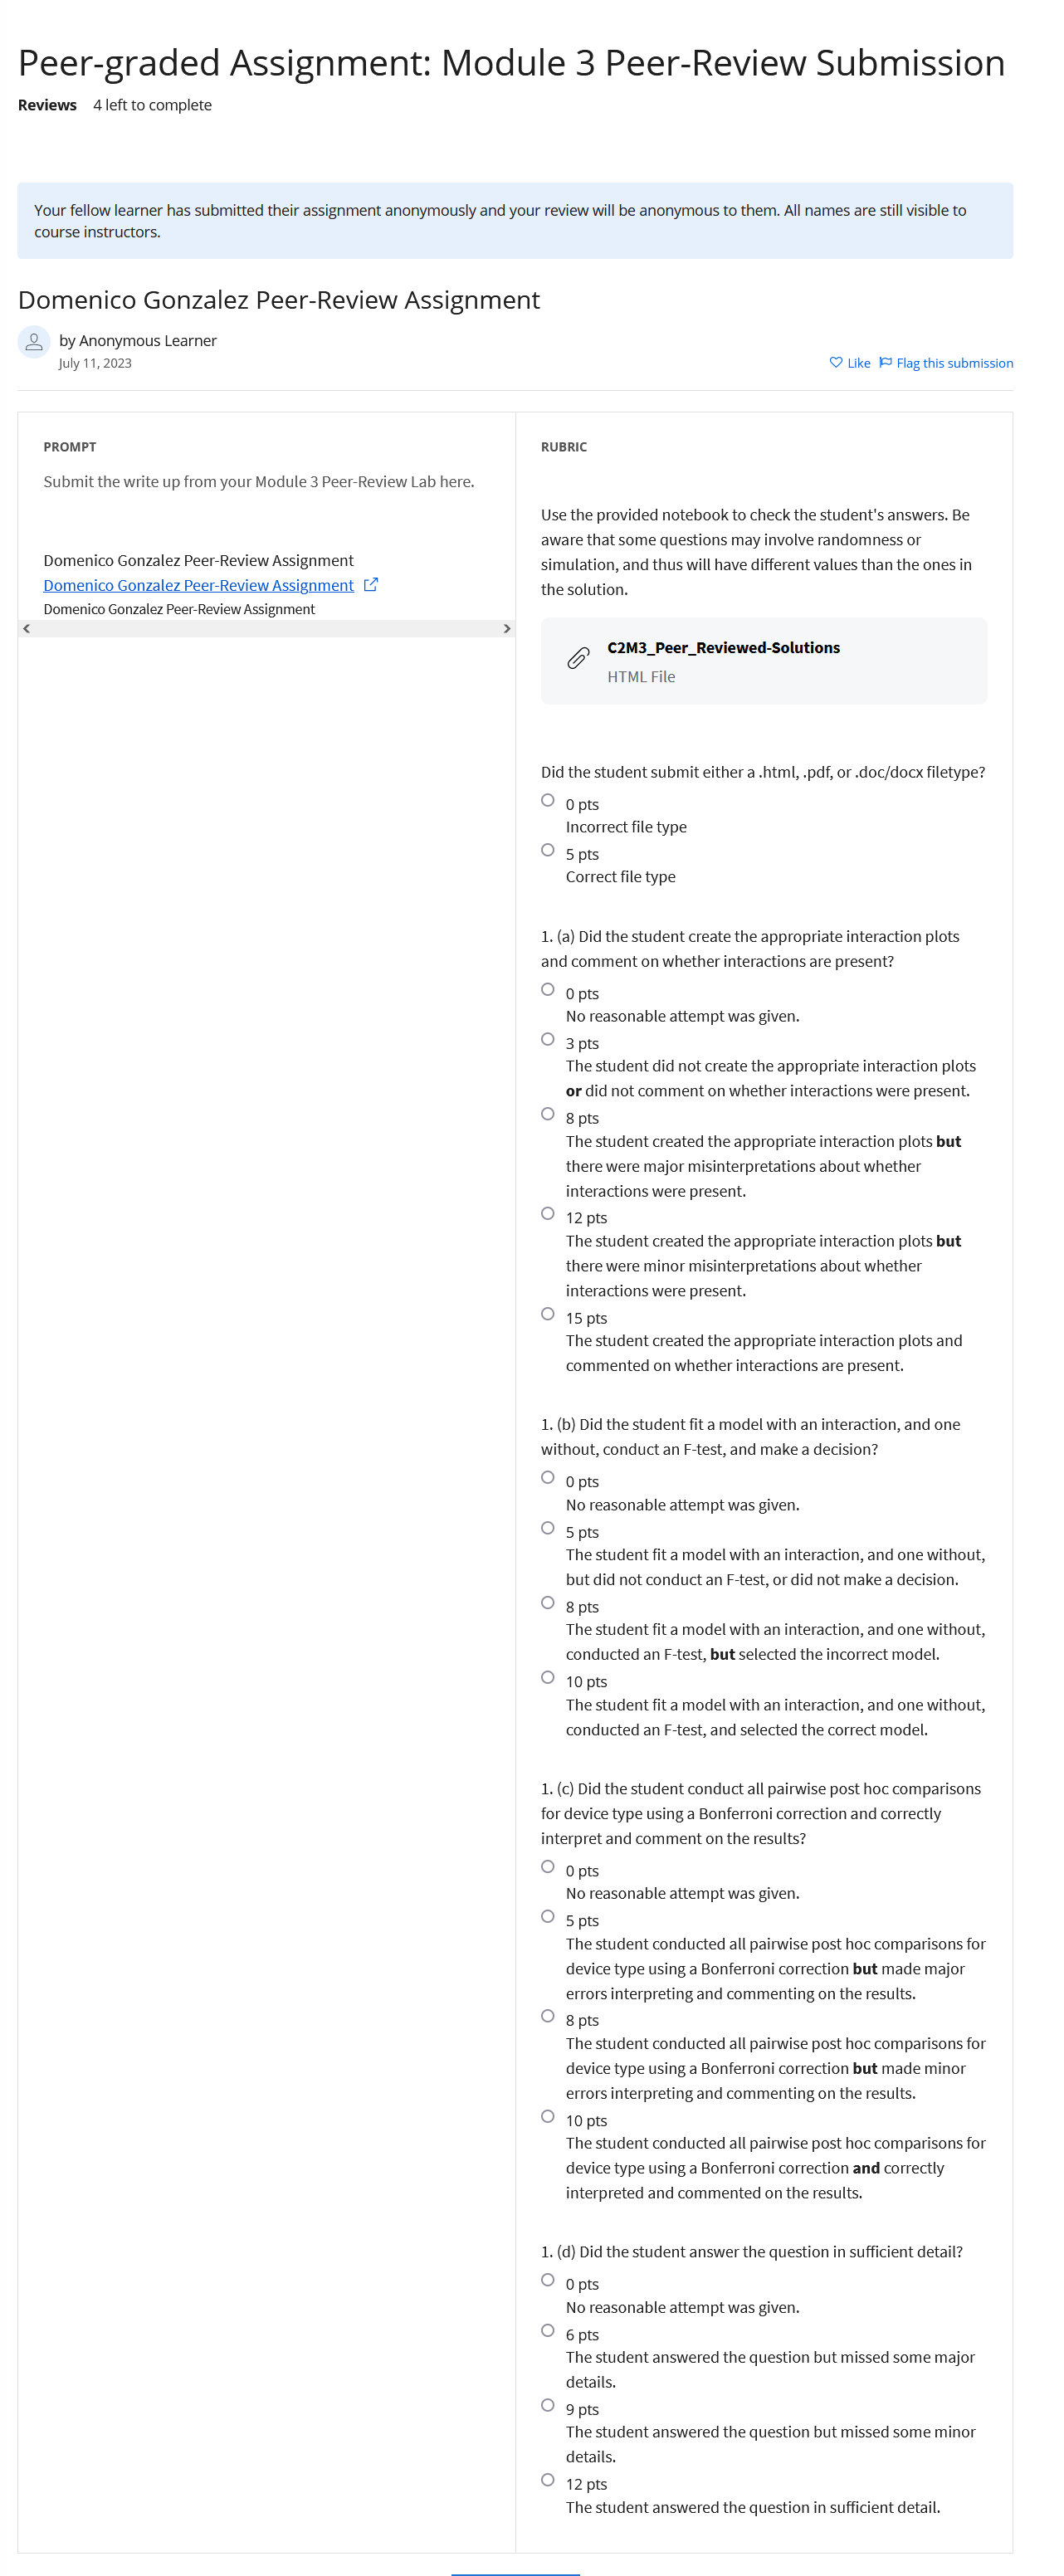 Peer-graded Assignment: Module 3 Peer-Review Submission
Reviews 4 left to complete
Your fellow learner has submitted their assignment anonymously and your review will be anonymous to them. All names are still visible to
course instructors.
Domenico Gonzalez Peer-Review Assignment
by Anonymous Learner
July 11, 2023
Like Flag this submission
PROMPT
Submit the write up from your Module 3 Peer-Review Lab here.
Domenico Gonzalez Peer-Review Assignment
Domenico Gonzalez Peer-Review Assignment
Domenico Gonzalez Peer-Review Assignment
RUBRIC
Use the provided notebook to check the student's answers. Be
aware that some questions may involve randomness or
simulation, and thus will have different values than the ones in
the solution.
C2M3_Peer_Reviewed-Solutions
HTML File
Did the student submit either a .html, .pdf, or .doc/docx filetype?
0 pts
Incorrect file type
5 pts
Correct file type
1. (a) Did the student create the appropriate interaction plots
and comment on whether interactions are present?
0 pts
No reasonable attempt was given.
3 pts
The student did not create the appropriate interaction plots
or did not comment on whether interactions were present.
8 pts
The student created the appropriate interaction plots but
there were major misinterpretations about whether
interactions were present.
12 pts
The student created the appropriate interaction plots but
there were minor misinterpretations about whether
interactions were present.
15 pts
The student created the appropriate interaction plots and
commented on whether interactions are present.
1. (b) Did the student fit a model with an interaction, and one
without, conduct an F-test, and make a decision?
0 pts
No reasonable attempt was given.
5 pts
The student fit a model with an interaction, and one without,
but did not conduct an F-test, or did not make a decision.
8 pts
The student fit a model with an interaction, and one without,
conducted an F-test, but selected the incorrect model.
10 pts
The student fit a model with an interaction, and one without,
conducted an F-test, and selected the correct model.
1. (c) Did the student conduct all pairwise post hoc comparisons
for device type using a Bonferroni correction and correctly
interpret and comment on the results?
0 pts
No reasonable attempt was given.
5 pts
The student conducted all pairwise post hoc comparisons for
device type using a Bonferroni correction but made major
errors interpreting and commenting on the results.
8 pts
The student conducted all pairwise post hoc comparisons for
device type using a Bonferroni correction but made minor
errors interpreting and commenting on the results.
10 pts
The student conducted all pairwise post hoc comparisons for
device type using a Bonferroni correction and correctly
interpreted and commented on the results.
1. (d) Did the student answer the question in sufficient detail?
0 pts
No reasonable attempt was given.
6 pts
The student answered the question but missed some major
details.
9 pts
The student answered the question but missed some minor
details.
12 pts
The student answered the question in sufficient detail.